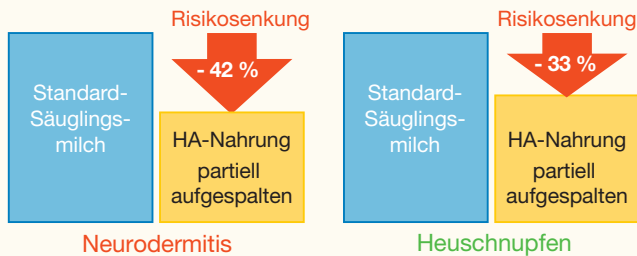 Risikosenkung
- 42 %
Standard-
Säuglings-
milch
HA-Nahrung
partiell
aufgespalten
Neurodermitis
Risikosenkung
- 33 %
Standard-
Säuglings-
milch
HA-Nahrung
partiell
aufgespalten
Heuschnupfen